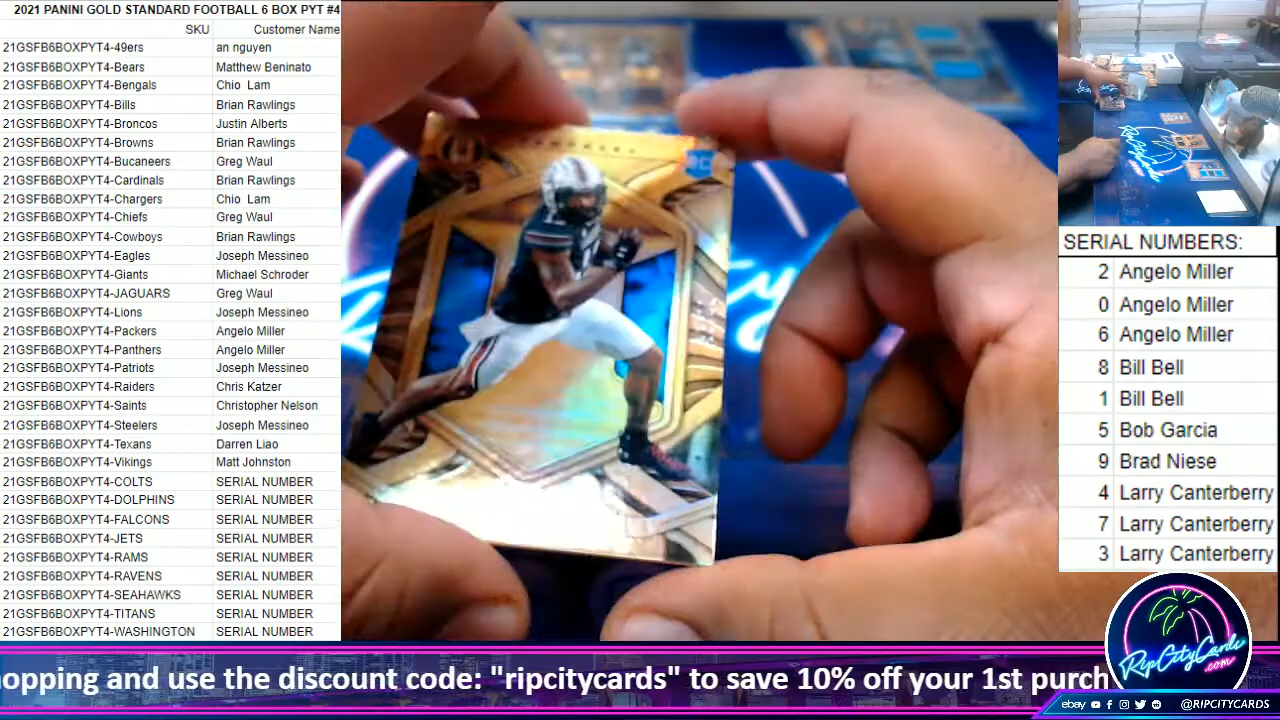 2021 PANINI GOLD STANDARD FOOTBALL 6 BOX PYT #4
SKU Customer Name
21GSFB6BOXPYT4-49ers an nguyen
21GSFB6BOXPYT4-Bears Matthew Beninato
21GSFB6BOXPYT4-Bengals Chio Lam
21GSFB6BOXPYT4-Bills Brian Rawlings
21GSFB6BOXPYT4-Broncos Justin Alberts
21GSFB6BOXPYT4-Browns Brian Rawlings
21GSFB6BOXPYT4-Bucaneers Greg Waul
21GSFB6BOXPYT4-Cardinals Brian Rawlings
21GSFB6BOXPYT4-Chargers Chio Lam
21GSFB6BOXPYT4-Chiefs Greg Waul
21GSFB6BOXPYT4-Cowboys Brian Rawlings
21GSFB6BOXPYT4-Eagles Joseph Messineo
21GSFB6BOXPYT4-Giants Michael Schroder
21GSFB6BOXPYT4-JAGUARS Greg Waul
21GSFB6BOXPYT4-Lions Joseph Messineo
21GSFB6BOXPYT4-Packers Angelo Miller
21GSFB6BOXPYT4-Panthers Angelo Miller
21GSFB6BOXPYT4-Patriots Joseph Messineo
21GSFB6BOXPYT4-Raiders Chris Katzer
21GSFB6BOXPYT4-Saints Christopher Nelson
21GSFB6BOXPYT4-Steelers Joseph Messineo
21GSFB6BOXPYT4-Texans Darren Liao
21GSFB6BOXPYT4-Vikings Matt Johnston
21GSFB6BOXPYT4-COLTS SERIAL NUMBER
21GSFB6BOXPYT4-DOLPHINS SERIAL NUMBER
21GSFB6BOXPYT4-FALCONS SERIAL NUMBER
21GSFB6BOXPYT4-JETS SERIAL NUMBER
21GSFB6BOXPYT4-RAMS SERIAL NUMBER
21GSFB6BOXPYT4-RAVENS SERIAL NUMBER
21GSFB6BOXPYT4-SEAHAWKS SERIAL NUMBER
21GSFB6BOXPYT4-TITANS SERIAL NUMBER
21GSFB6BOXPYT4-WASHINGTON SERIAL NUMBER
RC
SERIAL NUMBERS:
2 Angelo Miller
0 Angelo Miller
6 Angelo Miller
8 Bill Bell
1 Bill Bell
5 Bob Garcia
9 Brad Niese
4 Larry Canterberry
7 Larry Canterberry
3 Larry Canterberry
RipCityCards
.com
opping and use the discount code: "ripcitycards" to save 10% off your 1st purch
ebay @RIPCITYCARDS